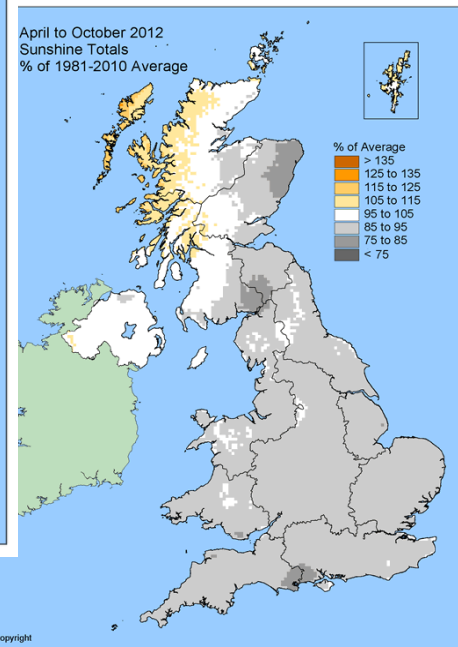 April to October 2012
Sunshine Totals
% of 1981-2010 Average
% of Average
> 135
125 to 135
115 to 125
105 to 115
95 to 105
85 to 95
75 to 85
< 75
opyright